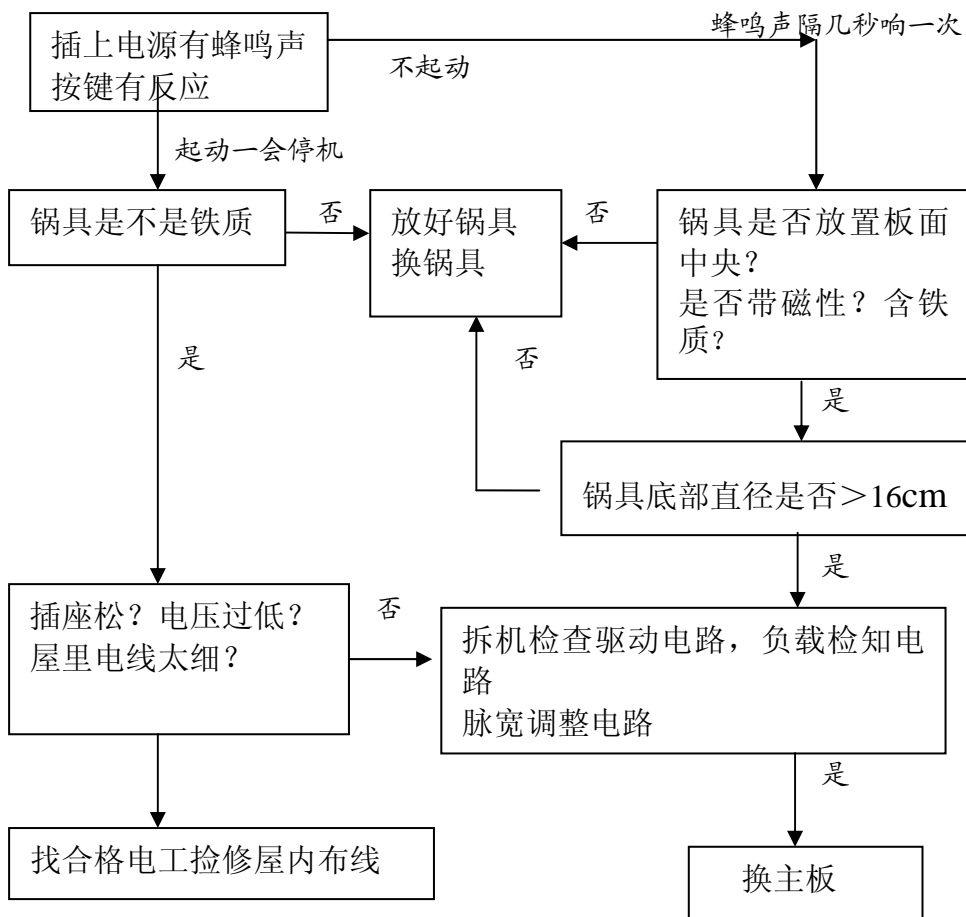 蜂鸣声隔几秒响一次
插上电源有蜂鸣声
按键有反应
不起动
起动一会停机
锅具是不是铁质
否
放好锅具
换锅具
否
锅具是否放置板面
中央?
是否带磁性?含铁
质?
是
否
是
锅具底部直径是否>16cm
是
插座松?电压过低?
屋里电线太细?
否
拆机检查驱动电路，负载检知电
路
脉宽调整电路
是
找合格电工捡修屋内布线
换主板